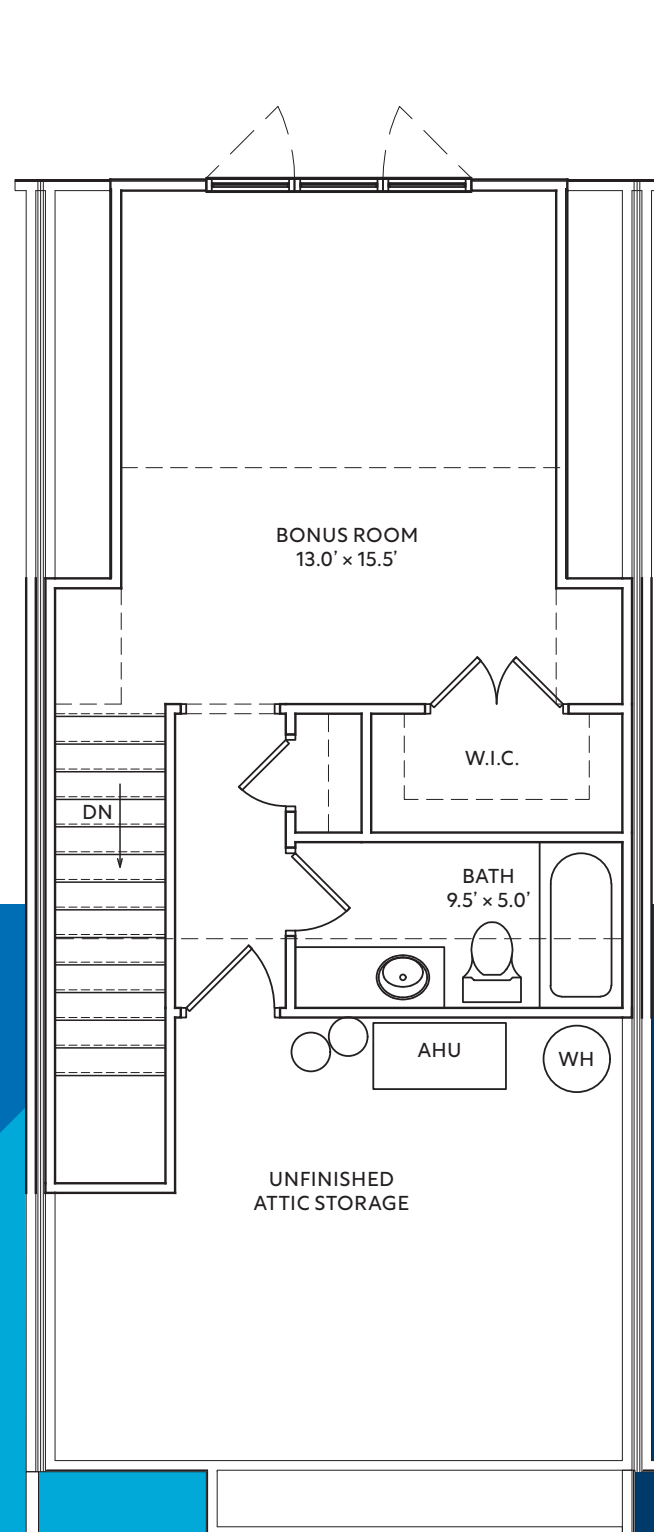 BONUS ROOM
13.0’ × 15.5’
W.I.C.
DN
BATH
9.5’ × 5.0’
AHU
WH
UNFINISHED
ATTIC STORAGE